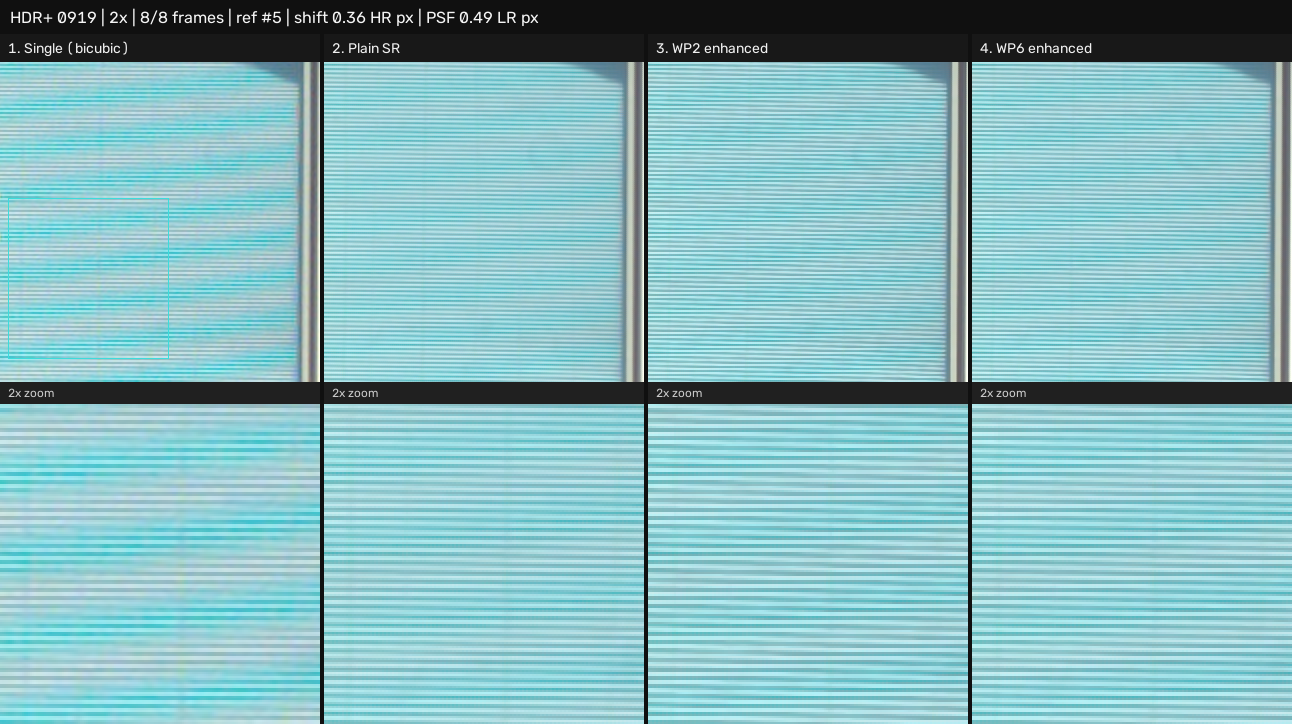 HDR+ 0919 | 2x | 8/8 frames | ref #5 | shift 0.36 HR px | PSF 0.49 LR px
1. Single (bicubic)
2. Plain SR
3. WP2 enhanced
4. WP6 enhanced
2x zoom
2x zoom
2x zoom
2x zoom